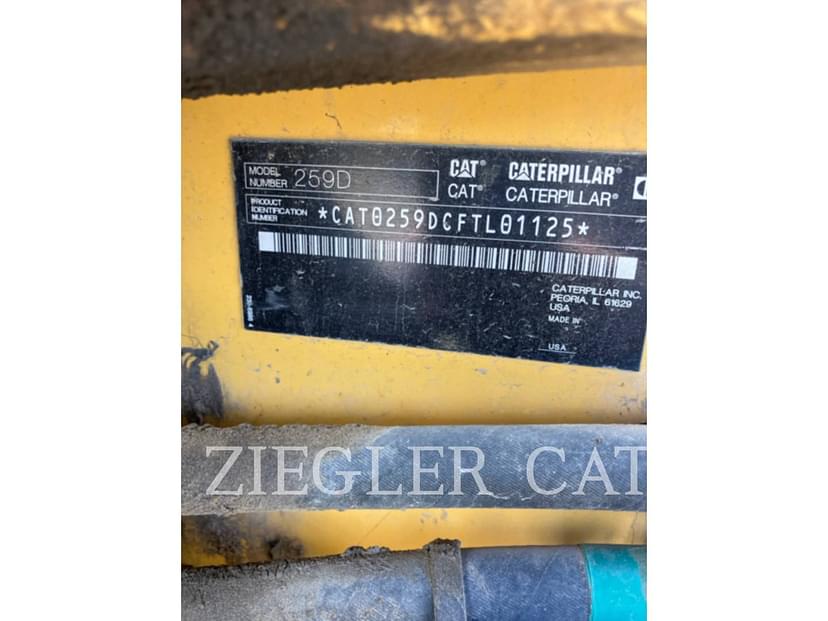 MODEL NUMBER 259D
CAT® CATERPILLAR®
CAT® CATERPILLAR®
PRODUCT IDENTIFICATION NUMBER *CAT0259DCFTL01125*
CATERPILLAR INC.
PEORIA, IL 61629
USA
MADE IN
USA
ZIEGLER CAT